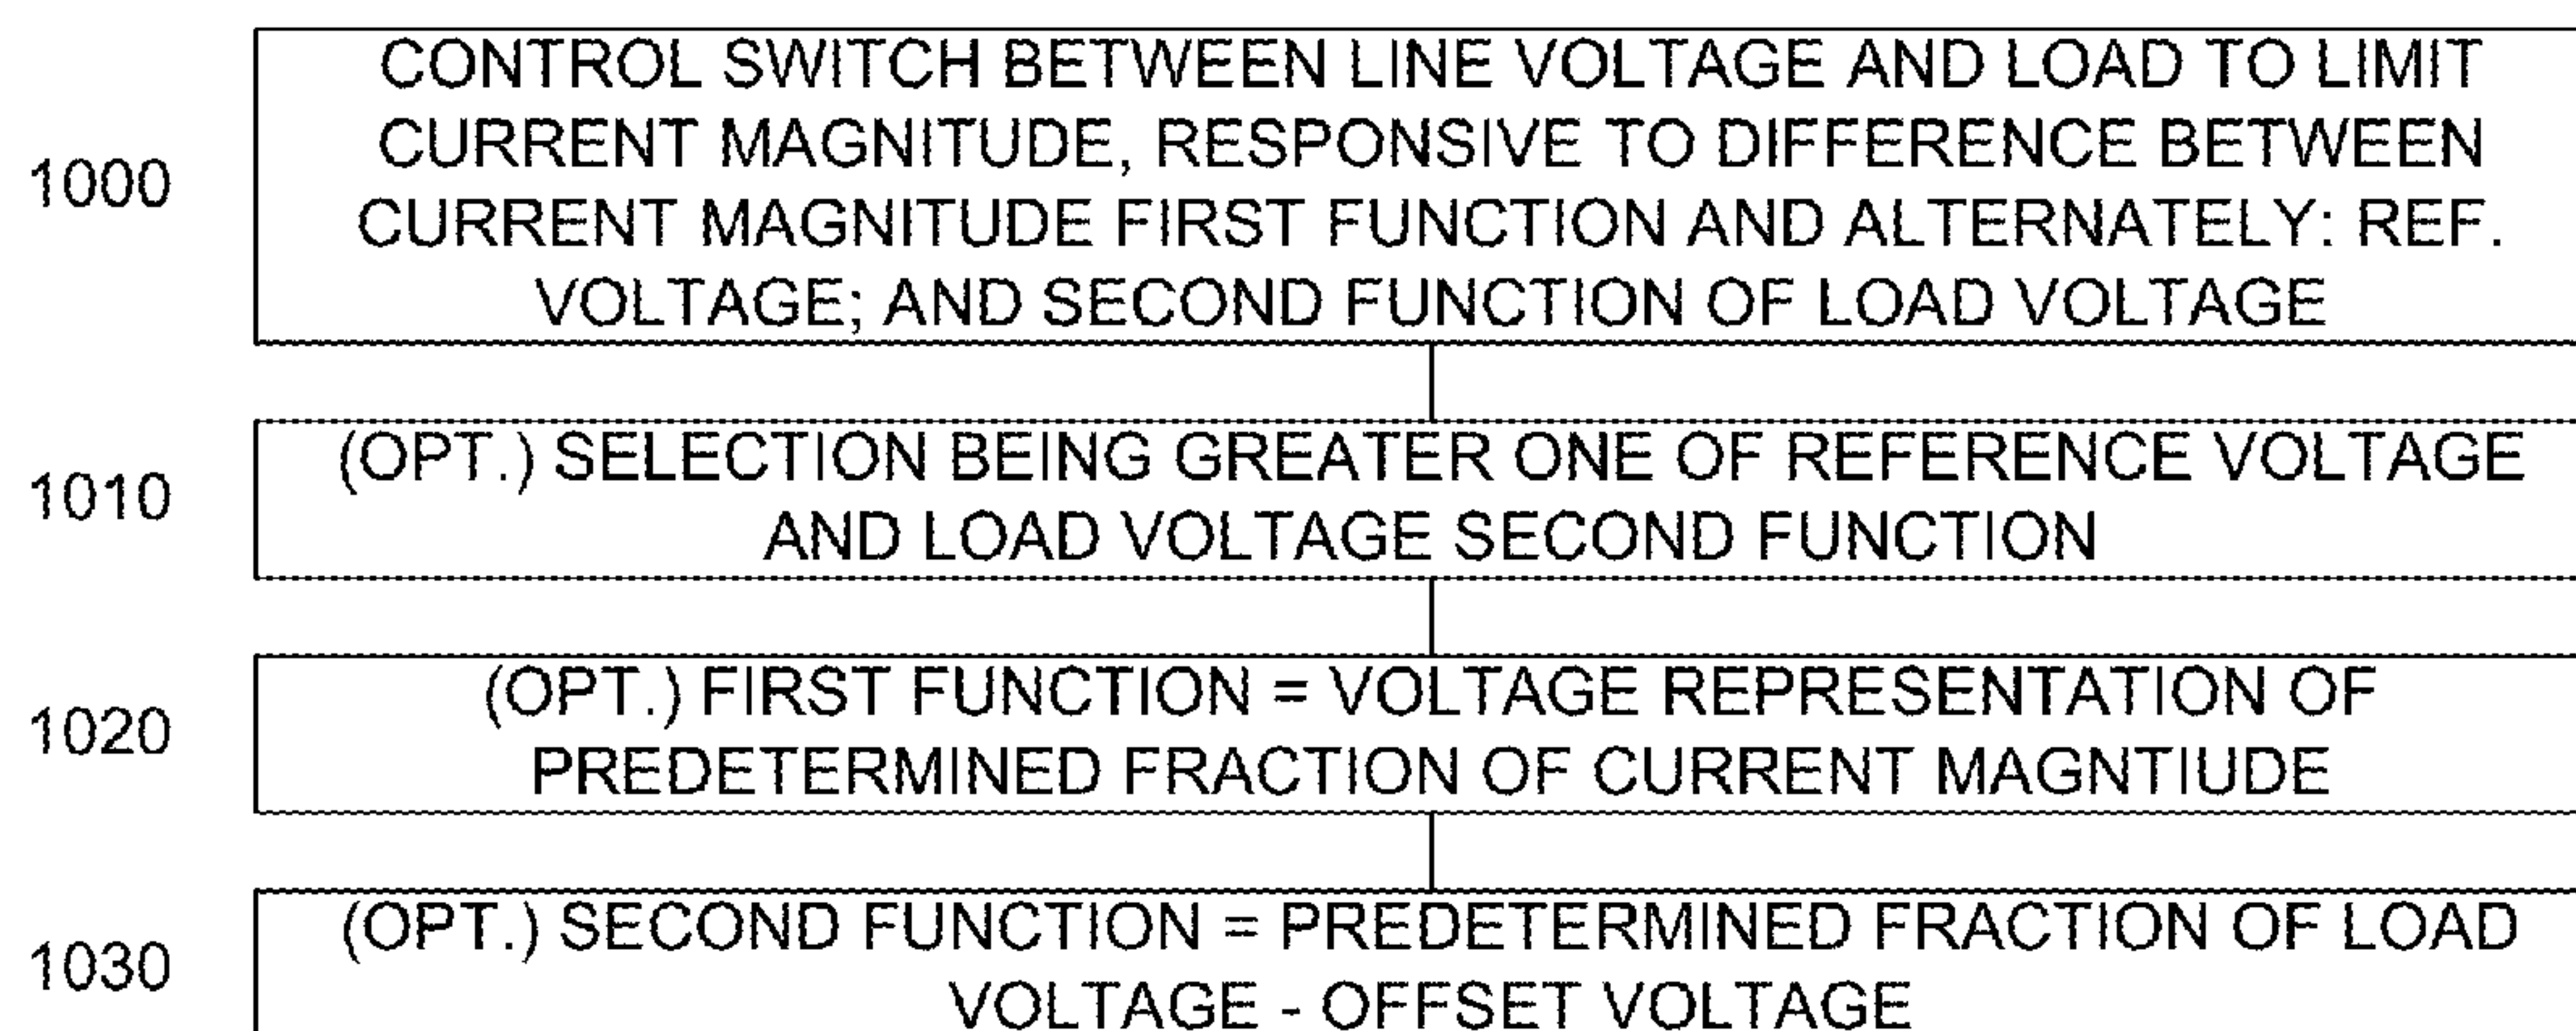 CONTROL SWITCH BETWEEN LINE VOLTAGE AND LOAD TO LIMIT
CURRENT MAGNITUDE, RESPONSIVE TO DIFFERENCE BETWEEN
1000
CURRENT MAGNITUDE FIRST FUNCTION AND ALTERNATELY: REF.
VOLTAGE; AND SECOND FUNCTION OF LOAD VOLTAGE
(OPT.) SELECTION BEING GREATER ONE OF REFERENCE VOLTAGE
1010
AND LOAD VOLTAGE SECOND FUNCTION
(OPT.) FIRST FUNCTION = VOLTAGE REPRESENTATION OF
1020
PREDETERMINED FRACTION OF CURRENT MAGNTIUDE
(OPT.) SECOND FUNCTION = PREDETERMINED FRACTION OF LOAD
1030
VOLTAGE - OFFSET VOLTAGE